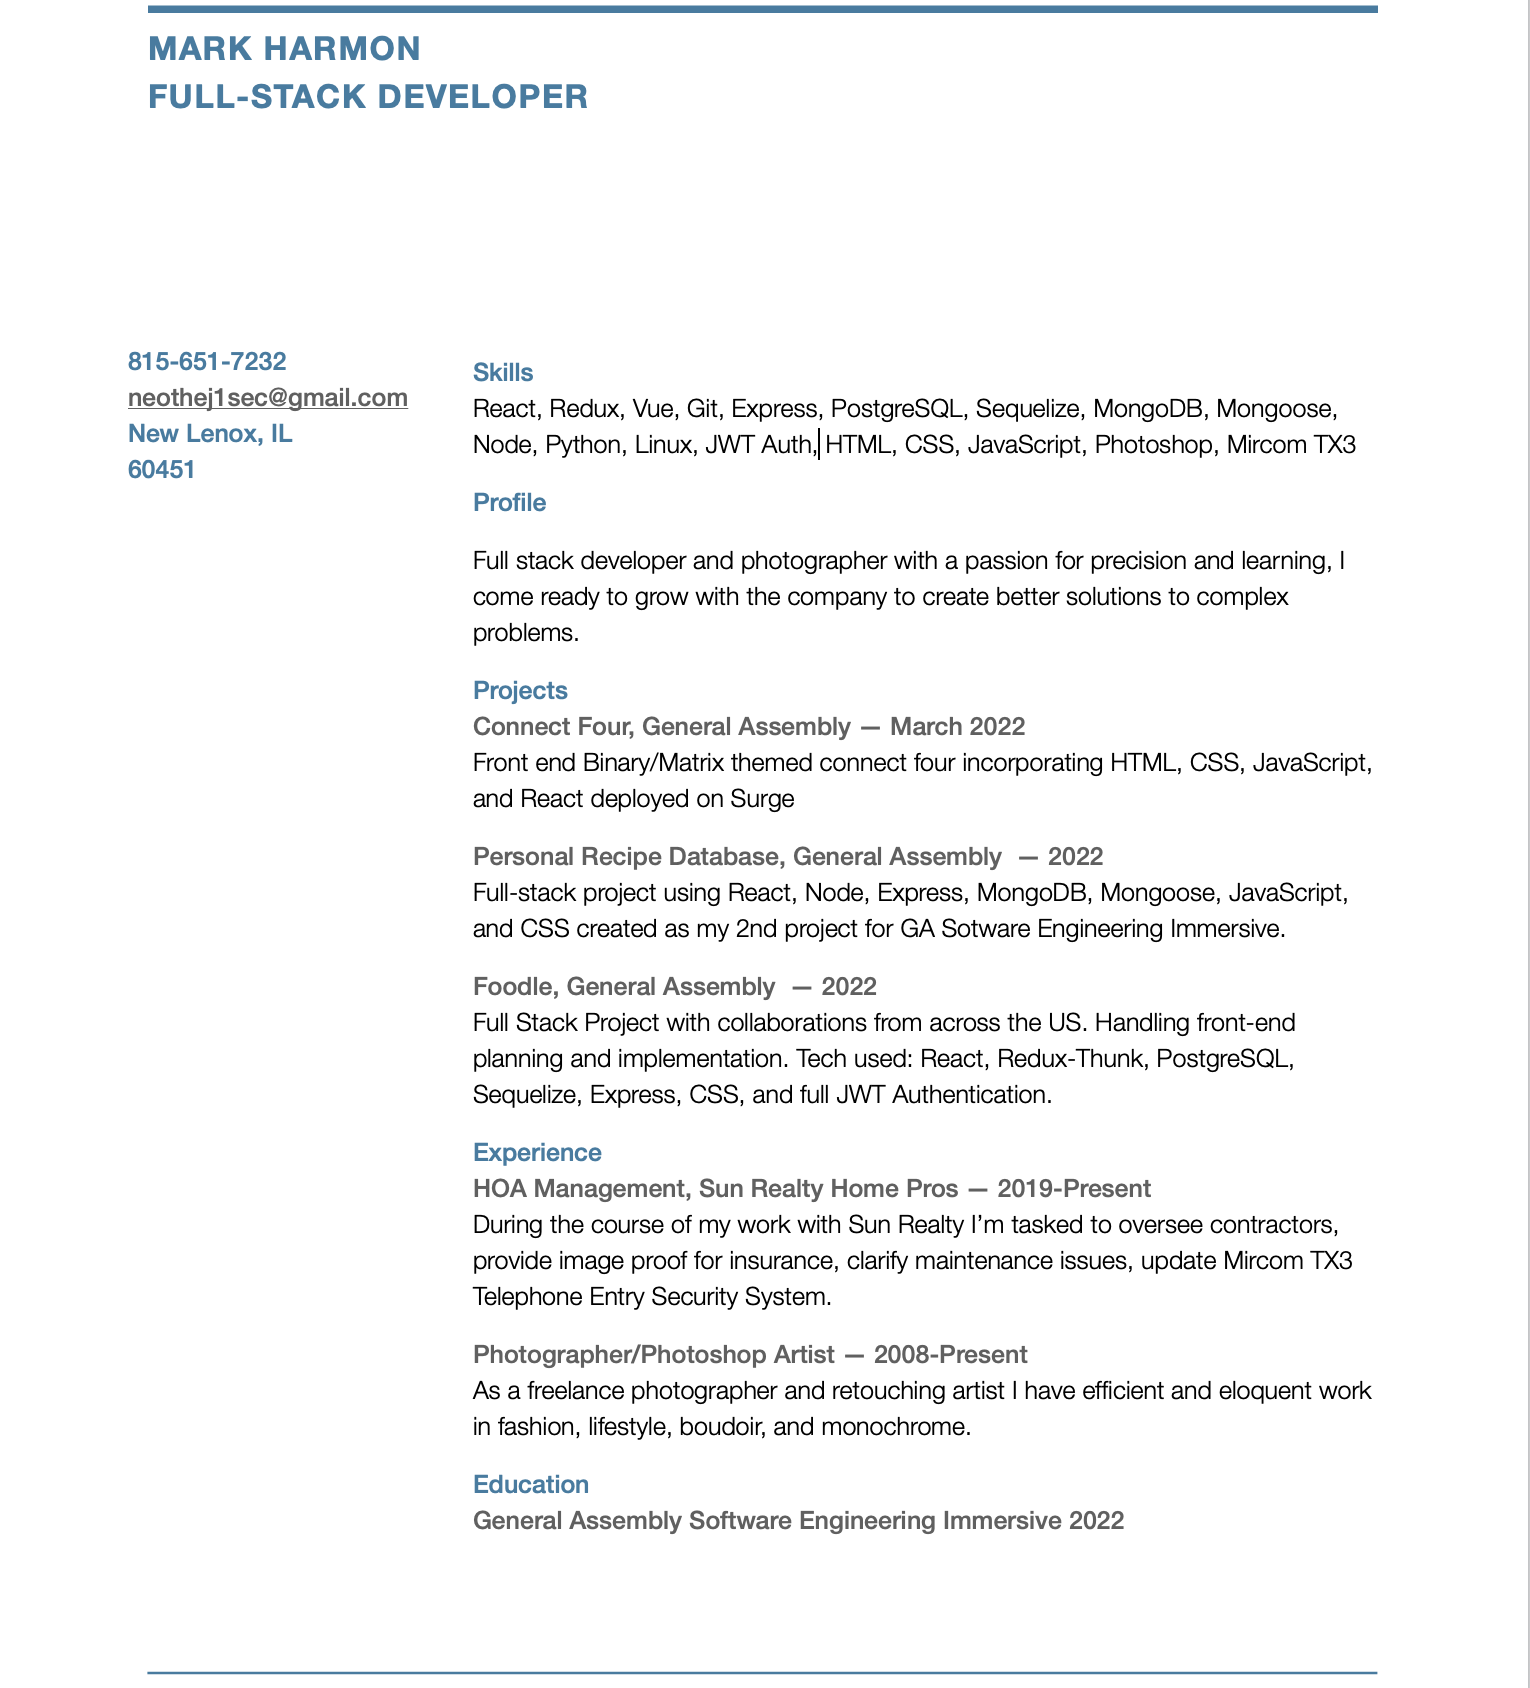 MARK HARMON
FULL-STACK DEVELOPER
815-651-7232
neothej1sec@gmail.com
New Lenox, IL
60451
Skills
React, Redux, Vue, Git, Express, PostgreSQL, Sequelize, MongoDB, Mongoose,
Node, Python, Linux, JWT Auth, HTML, CSS, JavaScript, Photoshop, Mircom TX3
Profile
Full stack developer and photographer with a passion for precision and learning, I
come ready to grow with the company to create better solutions to complex
problems.
Projects
Connect Four, General Assembly — March 2022
Front end Binary/Matrix themed connect four incorporating HTML, CSS, JavaScript,
and React deployed on Surge
Personal Recipe Database, General Assembly  — 2022
Full-stack project using React, Node, Express, MongoDB, Mongoose, JavaScript,
and CSS created as my 2nd project for GA Sotware Engineering Immersive.
Foodle, General Assembly  — 2022
Full Stack Project with collaborations from across the US. Handling front-end
planning and implementation. Tech used: React, Redux-Thunk, PostgreSQL,
Sequelize, Express, CSS, and full JWT Authentication.
Experience
HOA Management, Sun Realty Home Pros — 2019-Present
During the course of my work with Sun Realty I’m tasked to oversee contractors,
provide image proof for insurance, clarify maintenance issues, update Mircom TX3
Telephone Entry Security System.
Photographer/Photoshop Artist — 2008-Present
As a freelance photographer and retouching artist I have efficient and eloquent work
in fashion, lifestyle, boudoir, and monochrome.
Education
General Assembly Software Engineering Immersive 2022